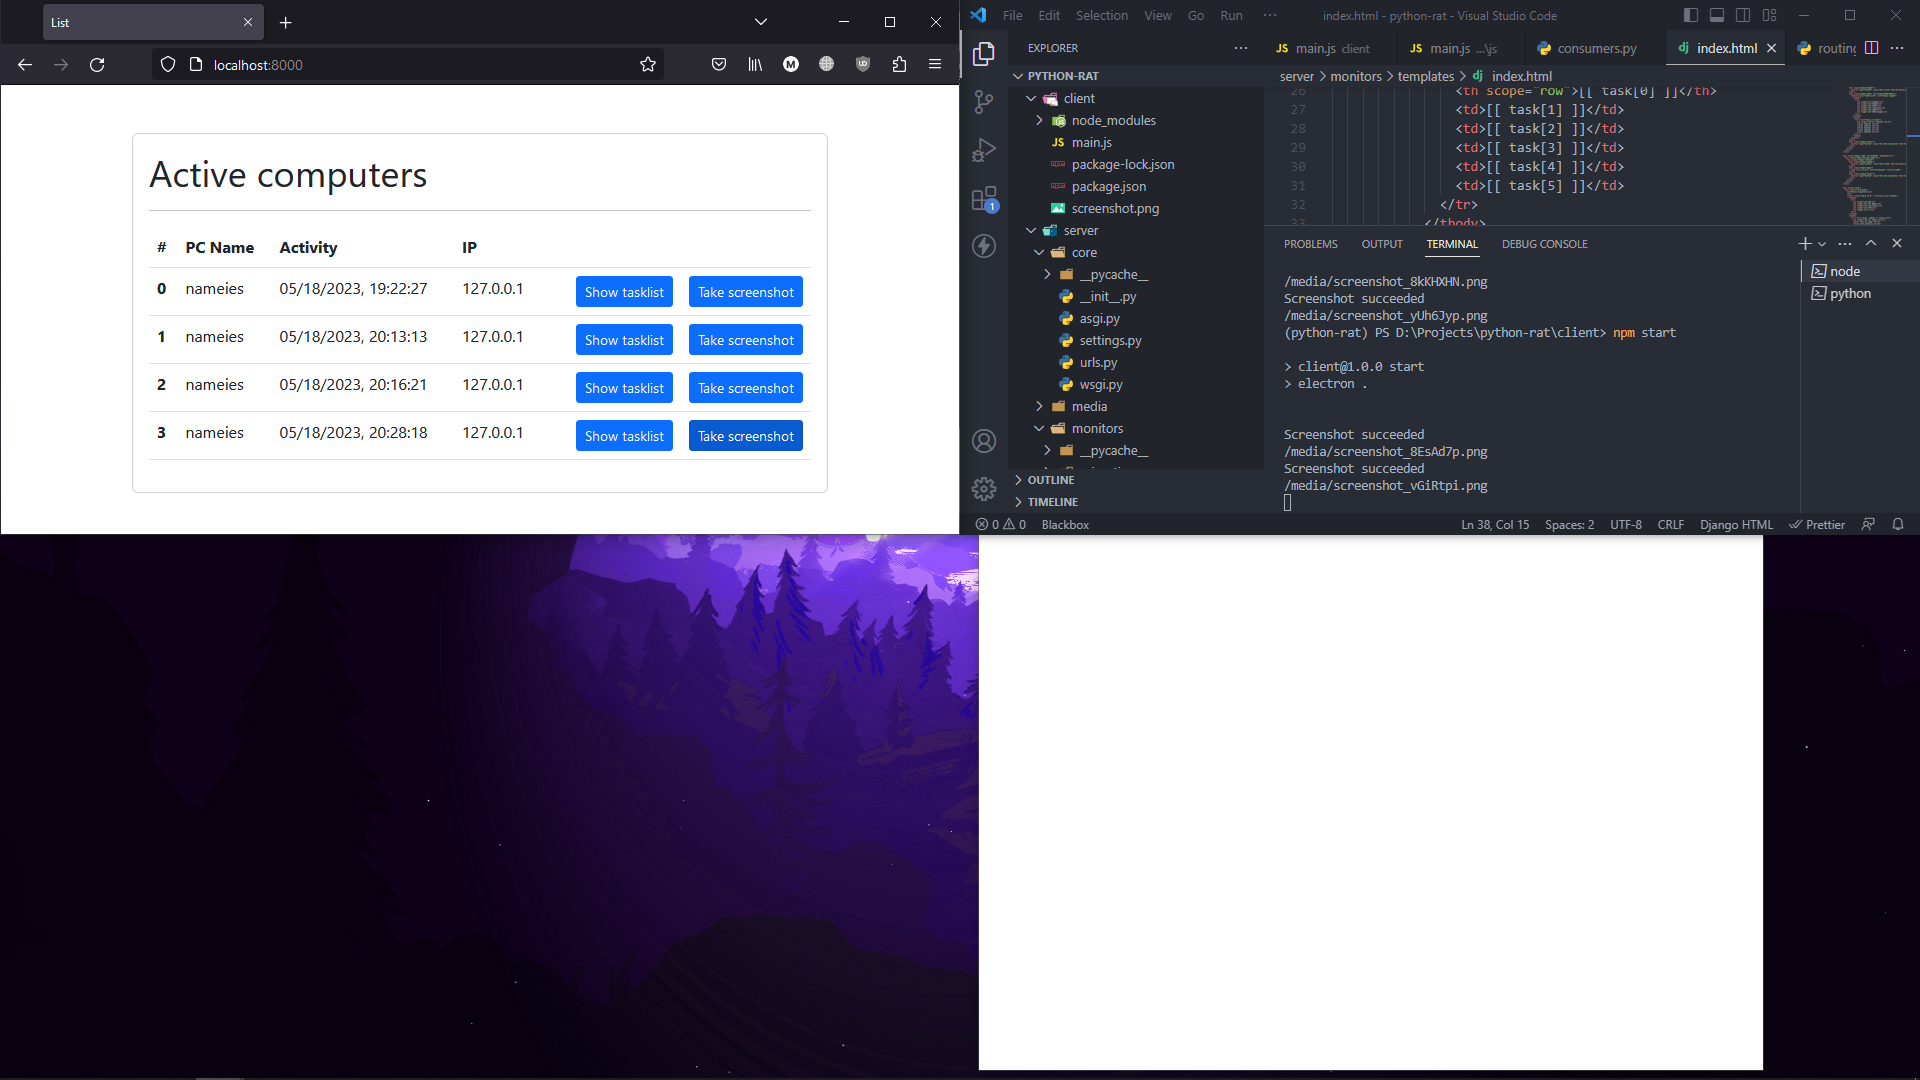 List
localhost:8000
Active computers
# PC Name Activity IP
0 nameies 05/18/2023, 19:22:27 127.0.0.1 Show tasklist Take screenshot
1 nameies 05/18/2023, 20:13:13 127.0.0.1 Show tasklist Take screenshot
2 nameies 05/18/2023, 20:16:21 127.0.0.1 Show tasklist Take screenshot
3 nameies 05/18/2023, 20:28:18 127.0.0.1 Show tasklist Take screenshot
File Edit Selection View Go Run ··· index.html - python-rat - Visual Studio Code
EXPLORER
PYTHON-RAT
client
node_modules
JS main.js
package-lock.json
package.json
screenshot.png
server
core
__pycache__
__init__.py
asgi.py
settings.py
urls.py
wsgi.py
media
monitors
__pycache__
OUTLINE
TIMELINE
1
JS main.js client JS main.js ...\js consumers.py dj index.html routing
server > monitors > templates > dj index.html
26 <th scope="row">[[ task[0] ]]</th>
27 <td>[[ task[1] ]]</td>
28 <td>[[ task[2] ]]</td>
29 <td>[[ task[3] ]]</td>
30 <td>[[ task[4] ]]</td>
31 <td>[[ task[5] ]]</td>
32 </tr>
33 </tbody>
PROBLEMS OUTPUT TERMINAL DEBUG CONSOLE
/media/screenshot_8kKHXHN.png
Screenshot succeeded
/media/screenshot_yUh6Jyp.png
(python-rat) PS D:\Projects\python-rat\client> npm start
> client@1.0.0 start
> electron .
Screenshot succeeded
/media/screenshot_8EsAd7p.png
Screenshot succeeded
/media/screenshot_vGiRtpi.png
node
python
0 0 Blackbox Ln 38, Col 15 Spaces: 2 UTF-8 CRLF Django HTML Prettier